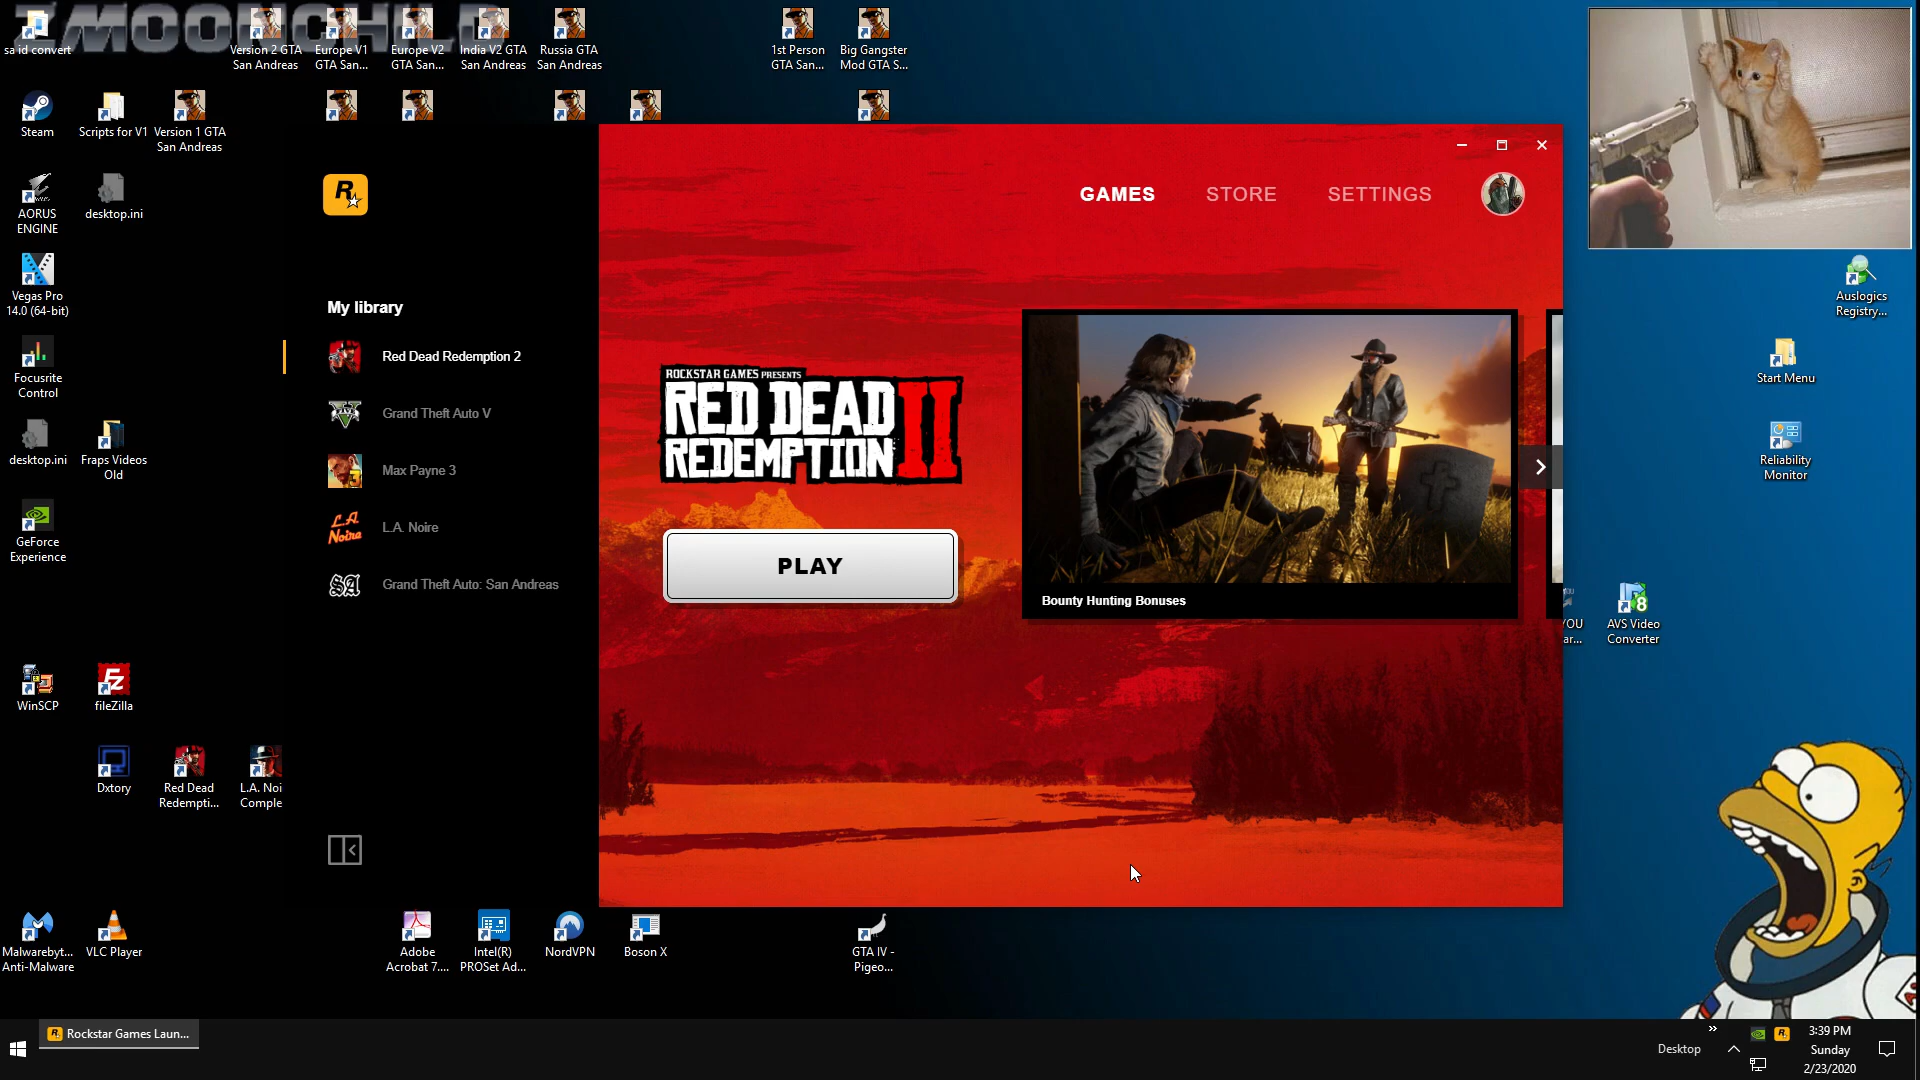 ZMOONCHILD
sa id convert
Version 2 GTA
San Andreas
Europe V1
GTA San...
Europe V2
GTA San...
India V2 GTA
San Andreas
Russia GTA
San Andreas
1st Person
GTA San...
Big Gangster
Mod GTA S...
Steam
Scripts for V1
Version 1 GTA
San Andreas
AORUS
ENGINE
desktop.ini
Vegas Pro
14.0 (64-bit)
Focusrite
Control
desktop.ini
Fraps Videos
Old
GeForce
Experience
WinSCP
fileZilla
Dxtory
Red Dead
Redempti...
L.A. Noi
Comple
Malwarebyt...
Anti-Malware
VLC Player
Adobe
Acrobat 7....
Intel(R)
PROSet Ad...
NordVPN
Boson X
GTA IV -
Pigeo...
R
My library
Red Dead Redemption 2
Grand Theft Auto V
Max Payne 3
L.A. Noire
Grand Theft Auto: San Andreas
GAMES
STORE
SETTINGS
ROCKSTAR GAMES PRESENTS
RED DEAD
REDEMPTION II
PLAY
Bounty Hunting Bonuses
Auslogics
Registry...
Start Menu
Reliability
Monitor
YOU
ar...
AVS Video
Converter
Rockstar Games Laun...
Desktop
3:39 PM
Sunday
2/23/2020